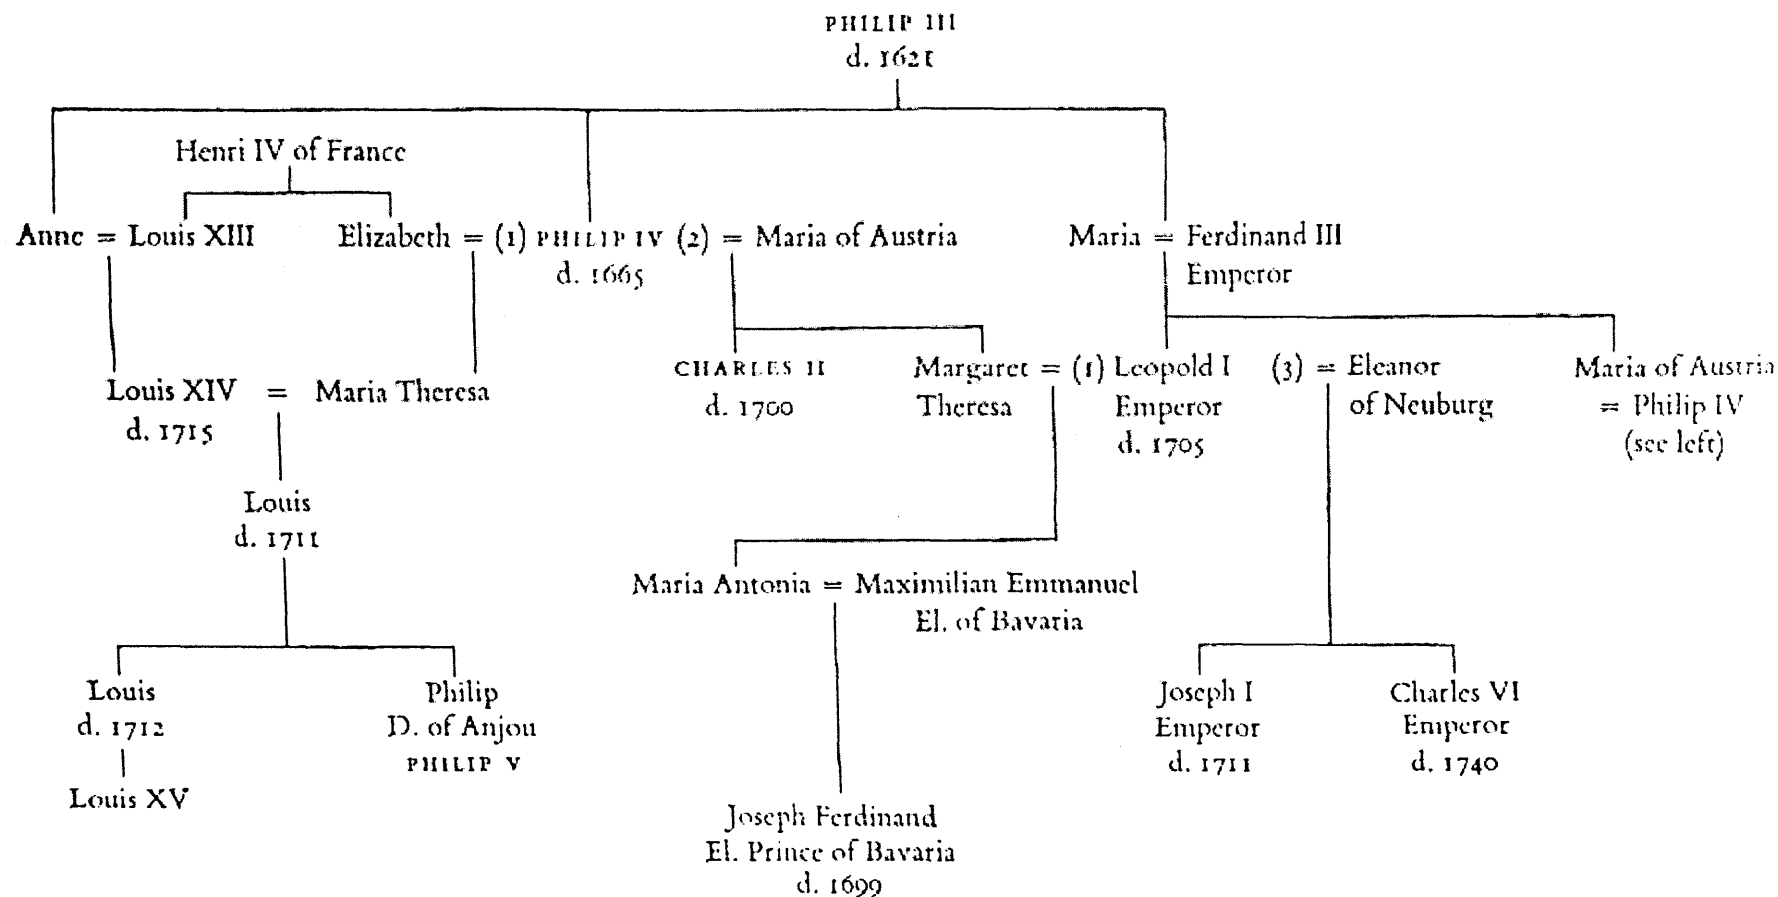 PHILIP III
d. 1621
Henri IV of France
Anne = Louis XIII
Elizabeth = (1) PHILIP IV (2) = Maria of Austria
d. 1665
Maria = Ferdinand III
Emperor
Louis XIV = Maria Theresa
d. 1715
CHARLES II
d. 1700
Margaret = (1) Leopold I (3) = Eleanor
Theresa
Emperor
of Neuburg
d. 1705
Maria of Austria
= Philip IV
(see left)
Louis
d. 1711
Maria Antonia = Maximilian Emmanuel
El. of Bavaria
Louis
d. 1712
Louis XV
Philip
D. of Anjou
PHILIP V
Joseph Ferdinand
El. Prince of Bavaria
d. 1699
Joseph I
Emperor
d. 1711
Charles VI
Emperor
d. 1740